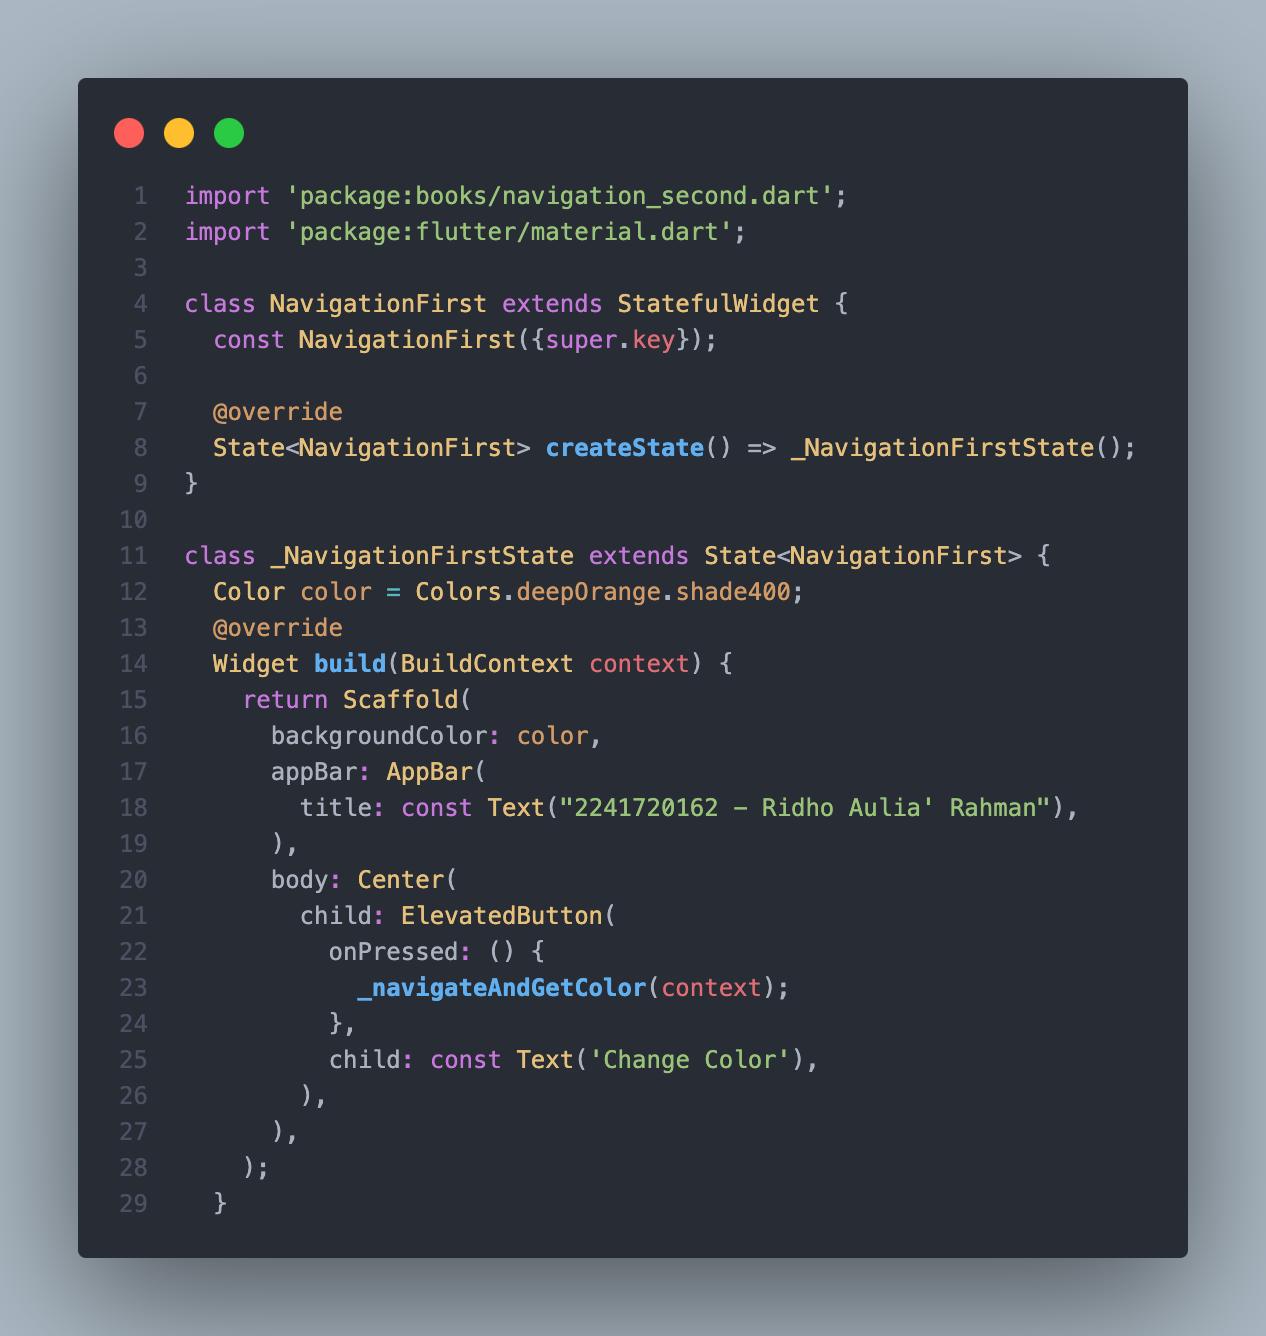 1 import 'package:books/navigation_second.dart';
2 import 'package:flutter/material.dart';
3
4 class NavigationFirst extends StatefulWidget {
5   const NavigationFirst({super.key});
6
7   @override
8   State<NavigationFirst> createState() => _NavigationFirstState();
9 }
10
11 class _NavigationFirstState extends State<NavigationFirst> {
12   Color color = Colors.deepOrange.shade400;
13   @override
14   Widget build(BuildContext context) {
15     return Scaffold(
16       backgroundColor: color,
17       appBar: AppBar(
18         title: const Text("2241720162 - Ridho Aulia' Rahman"),
19       ),
20       body: Center(
21         child: ElevatedButton(
22           onPressed: () {
23             _navigateAndGetColor(context);
24           },
25           child: const Text('Change Color'),
26         ),
27       ),
28     );
29   }